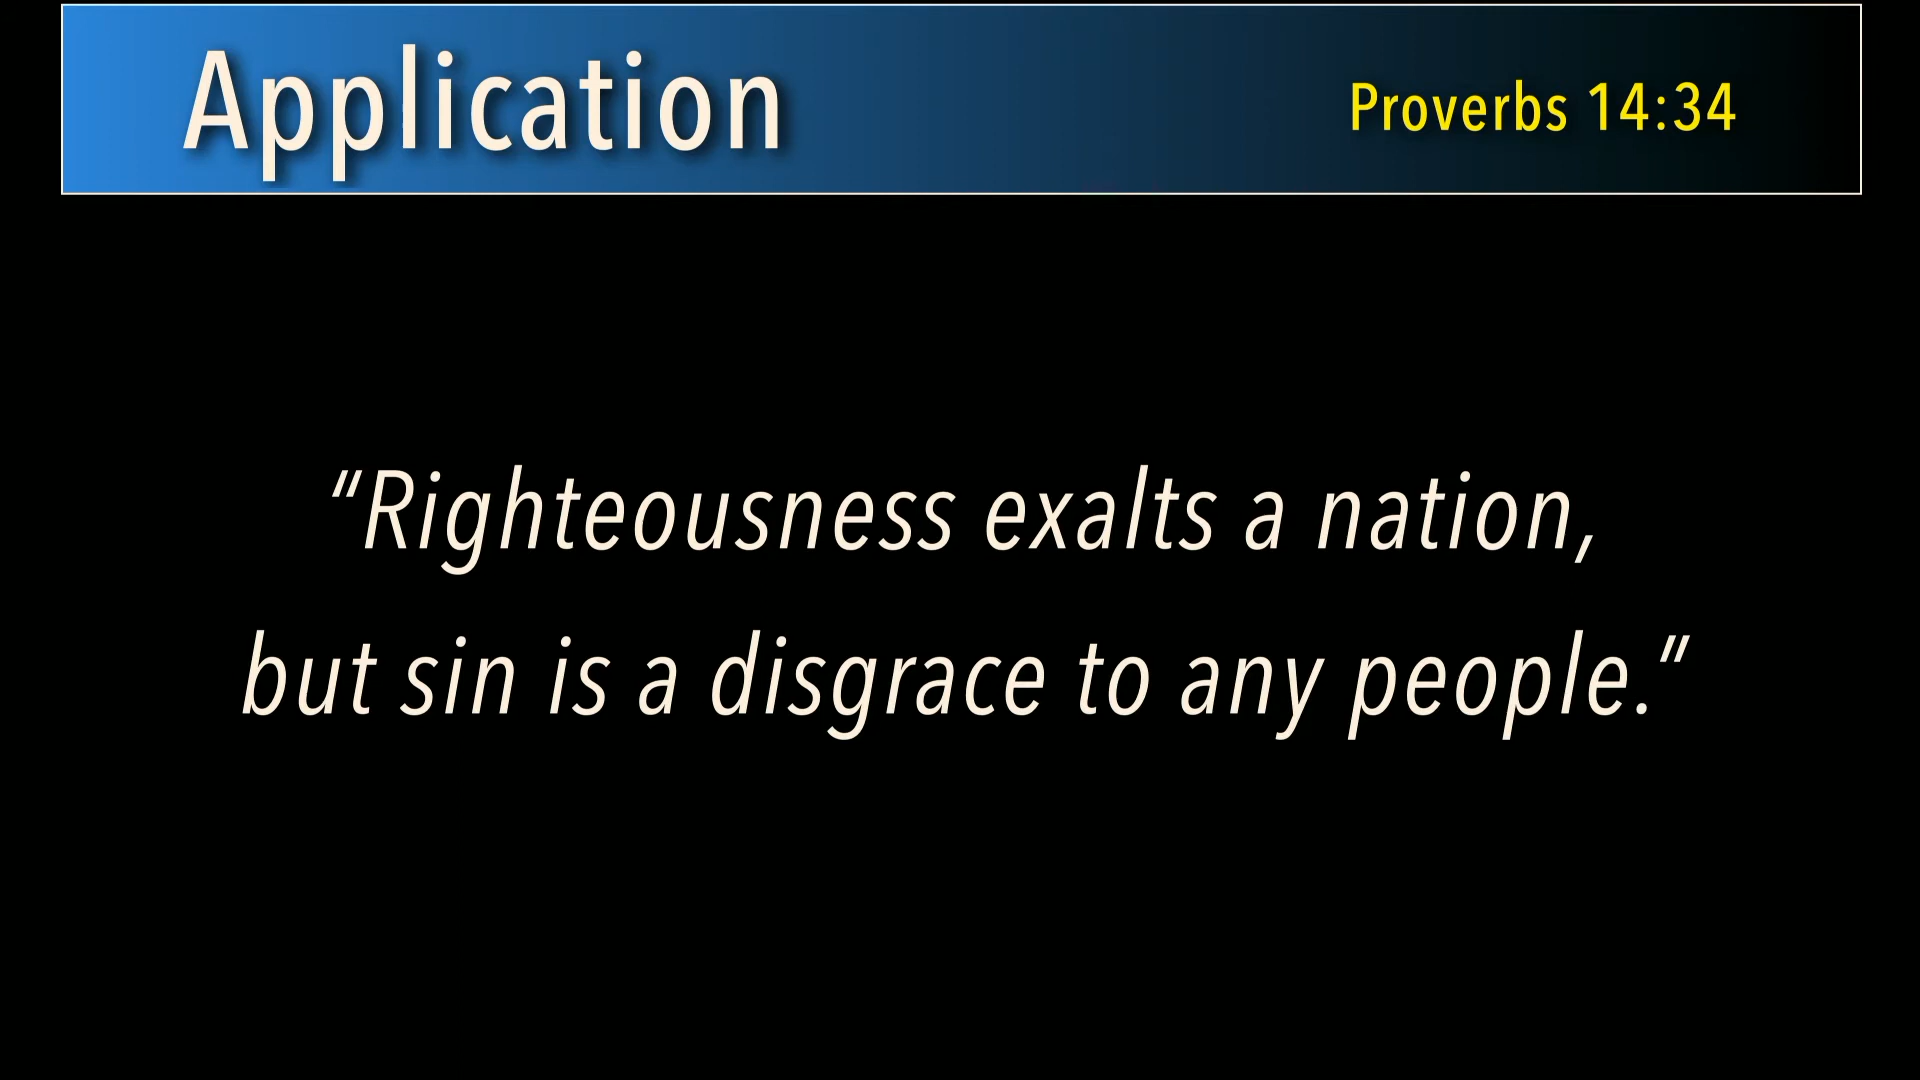 Application
Proverbs 14:34
“Righteousness exalts a nation,
but sin is a disgrace to any people.”